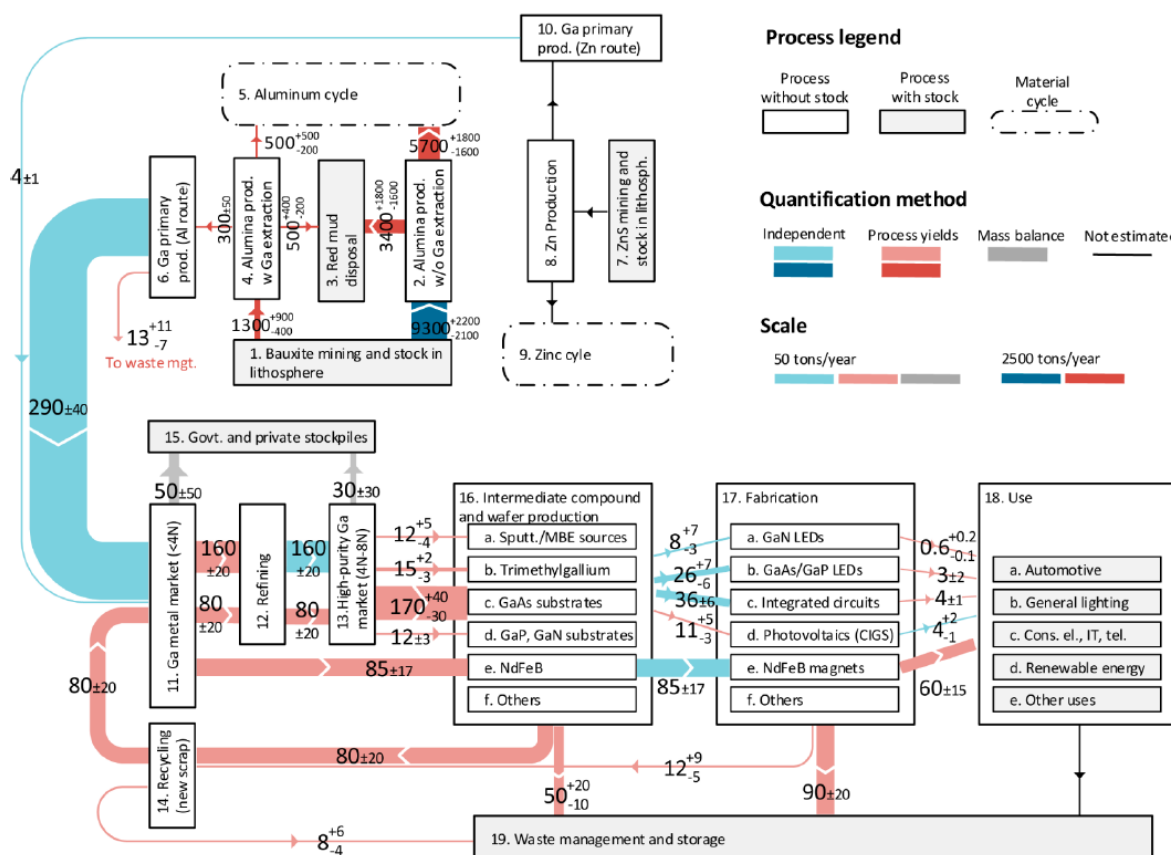 10. Ga primary
prod. (Zn route)
Process legend
Process
without stock
Process
with stock
Material
cycle
5. Aluminum cycle
500 +500 -200
5700 +1800 -1600
4±1
6. Ga primary
prod. (Al route)
300±50
4. Alumina prod.
w Ga extraction
500 +400 -200
3. Red mud
disposal
3400 +1800 -1600
2. Alumina prod.
w/o Ga extraction
8. Zn Production
7. ZnS mining and
stock in lithosph.
Quantification method
Independent
Process yields
Mass balance
Not estimated
13 +11 -7
To waste mgt.
1300 +900 -400
9300 +2200 -2100
1. Bauxite mining and stock in
lithosphere
9. Zinc cyle
Scale
50 tons/year
2500 tons/year
290±40
15. Govt. and private stockpiles
50±50
30±30
11. Ga metal market (<4N)
160
±20
80
±20
12. Refining
160
±20
80
±20
13.High-purity Ga
market (4N-8N)
12 +5 -4
15 +2 -3
170 +40 -30
12±3
85±17
16. Intermediate compound
and wafer production
a. Sputt./MBE sources
b. Trimethylgallium
c. GaAs substrates
d. GaP, GaN substrates
e. NdFeB
f. Others
8 +7 -3
26 +7 -6
36±6
11 +5 -3
85±17
17. Fabrication
a. GaN LEDs
b. GaAs/GaP LEDs
c. Integrated circuits
d. Photovoltaics (CIGS)
e. NdFeB magnets
f. Others
0.6 +0.2 -0.1
3±2
4±1
4 +2 -1
60±15
18. Use
a. Automotive
b. General lighting
c. Cons. el., IT, tel.
d. Renewable energy
e. Other uses
80±20
14. Recycling
(new scrap)
80±20
12 +9 -5
50 +20 -10
90±20
8 +6 -4
19. Waste management and storage